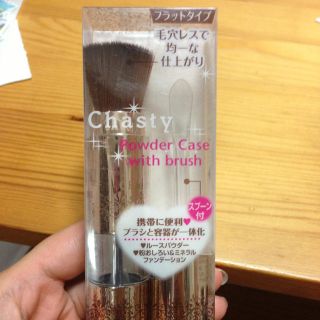 フラットタイプ
毛穴レスで
均一な
仕上がり
Chasty
Powder Case
with brush
スプーン付
携帯に便利♥
ブラシと容器が一体化
♥ルースパウダー
♥粉おしろい&ミネラル
ファンデーション